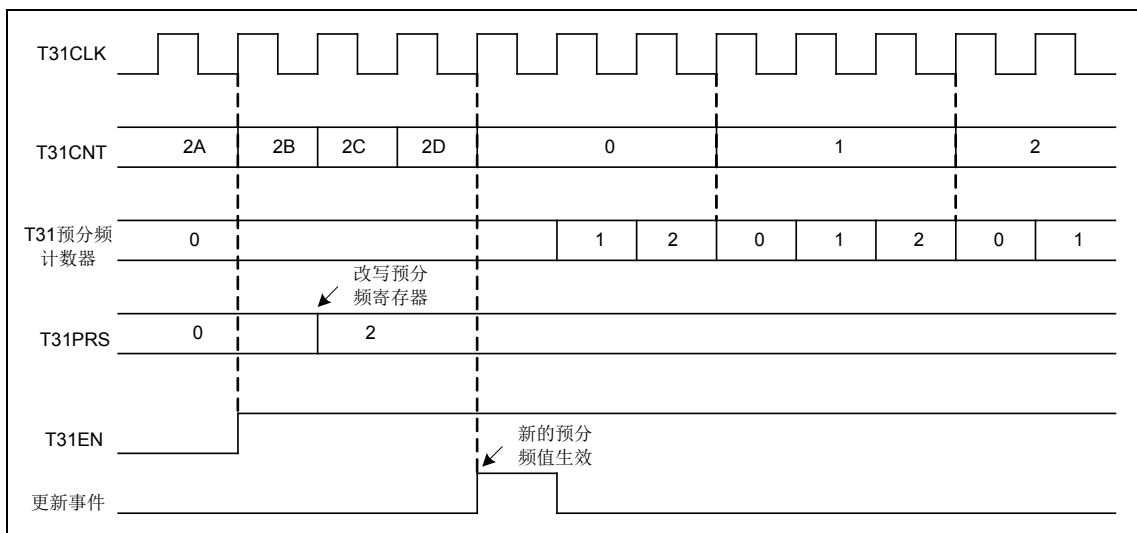 T31CLK
T31CNT
2A
2B
2C
2D
0
1
2
T31预分频
计数器
0
1
2
0
1
2
0
1
改写预分
频寄存器
T31PRS
0
2
T31EN
新的预分
频值生效
更新事件